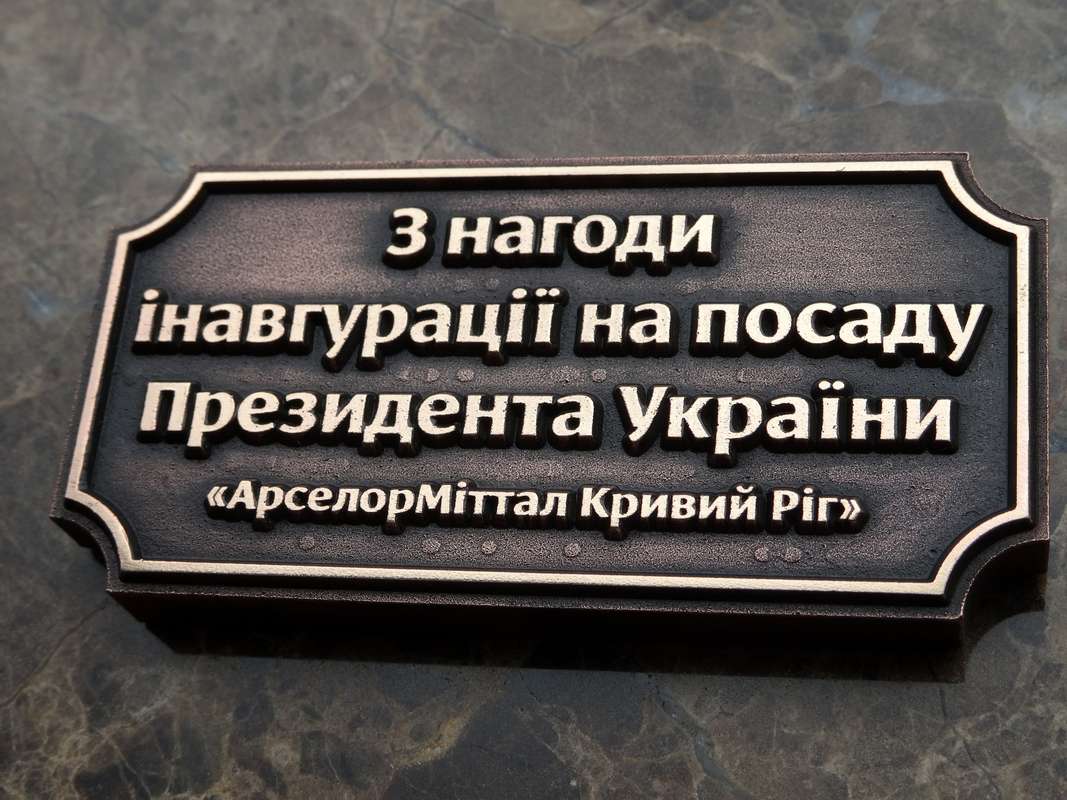 З нагоди
інавгурації на посаду
Президента України
«АрселорМіттал Кривий Ріг»